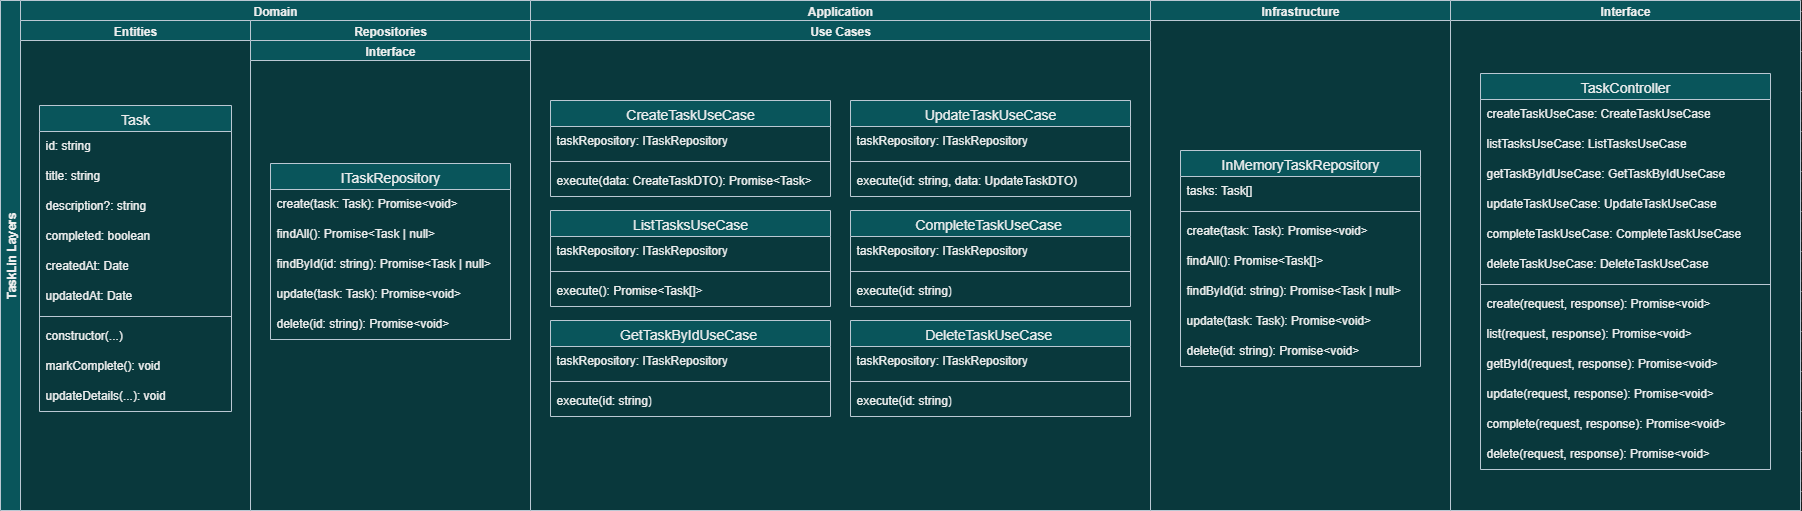 TaskLin Layers
Domain
Entities
Task
id: string
title: string
description?: string
completed: boolean
createdAt: Date
updatedAt: Date
constructor(...)
markComplete(): void
updateDetails(...): void
Repositories
Interface
ITaskRepository
create(task: Task): Promise<void>
findAll(): Promise<Task | null>
findById(id: string): Promise<Task | null>
update(task: Task): Promise<void>
delete(id: string): Promise<void>
Application
Use Cases
CreateTaskUseCase
taskRepository: ITaskRepository
execute(data: CreateTaskDTO): Promise<Task>
UpdateTaskUseCase
taskRepository: ITaskRepository
execute(id: string, data: UpdateTaskDTO)
ListTasksUseCase
taskRepository: ITaskRepository
execute(): Promise<Task[]>
CompleteTaskUseCase
taskRepository: ITaskRepository
execute(id: string)
GetTaskByIdUseCase
taskRepository: ITaskRepository
execute(id: string)
DeleteTaskUseCase
taskRepository: ITaskRepository
execute(id: string)
Infrastructure
InMemoryTaskRepository
tasks: Task[]
create(task: Task): Promise<void>
findAll(): Promise<Task[]>
findById(id: string): Promise<Task | null>
update(task: Task): Promise<void>
delete(id: string): Promise<void>
Interface
TaskController
createTaskUseCase: CreateTaskUseCase
listTasksUseCase: ListTasksUseCase
getTaskByIdUseCase: GetTaskByIdUseCase
updateTaskUseCase: UpdateTaskUseCase
completeTaskUseCase: CompleteTaskUseCase
deleteTaskUseCase: DeleteTaskUseCase
create(request, response): Promise<void>
list(request, response): Promise<void>
getById(request, response): Promise<void>
update(request, response): Promise<void>
complete(request, response): Promise<void>
delete(request, response): Promise<void>